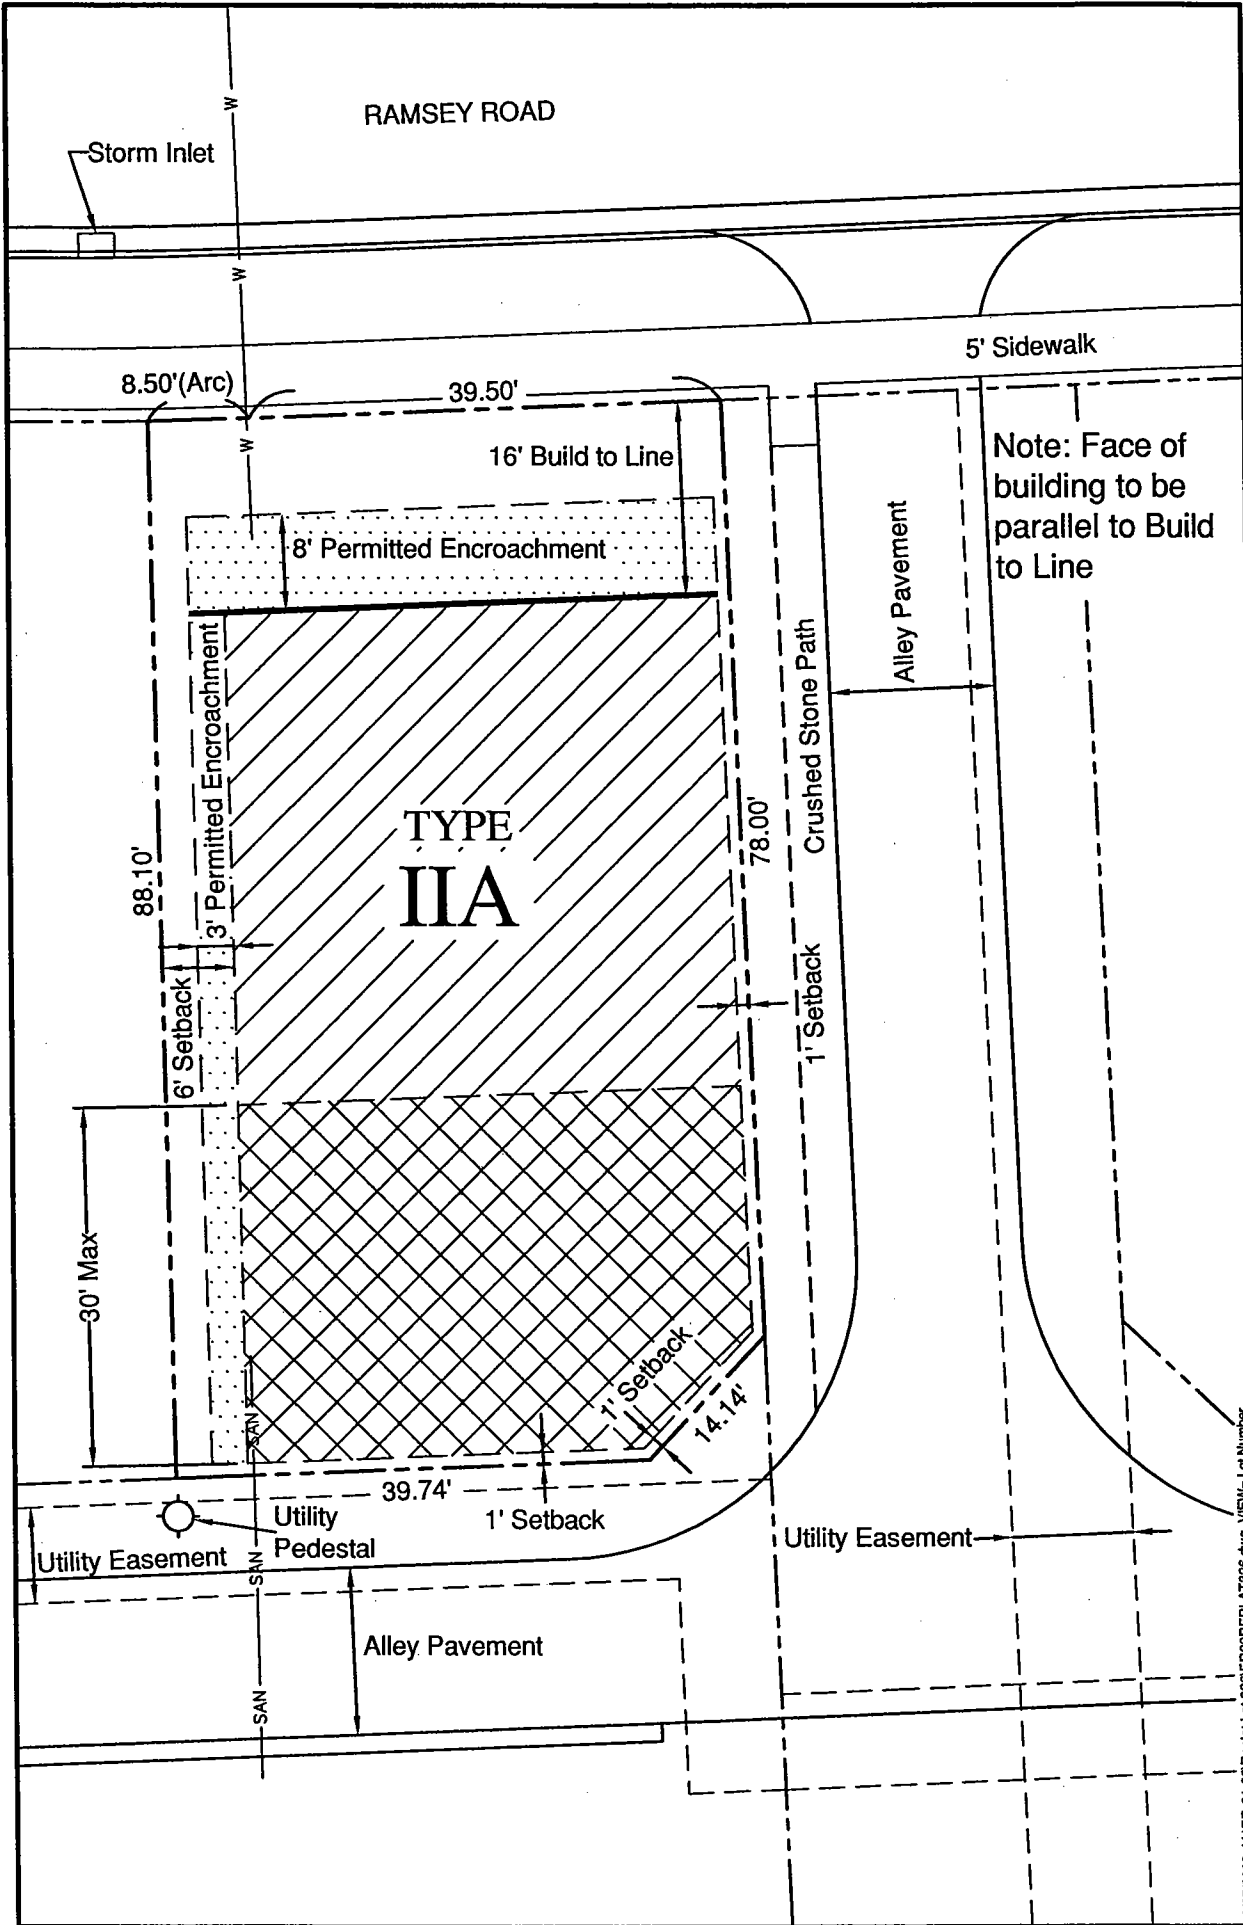 RAMSEY ROAD
Storm Inlet
W
W
5' Sidewalk
8.50'(Arc)
39.50'
W
16' Build to Line
Note: Face of
building to be
parallel to Build
to Line
8' Permitted Encroachment
Alley Pavement
3' Permitted Encroachment
Crushed Stone Path
TYPE
IIA
88.10'
78.00'
6' Setback
1' Setback
30' Max
1' Setback
14.14'
SAN
39.74'
1' Setback
Utility
Pedestal
Utility Easement
Utility Easement
SAN
Alley Pavement
SAN
VIEW= Lot Number